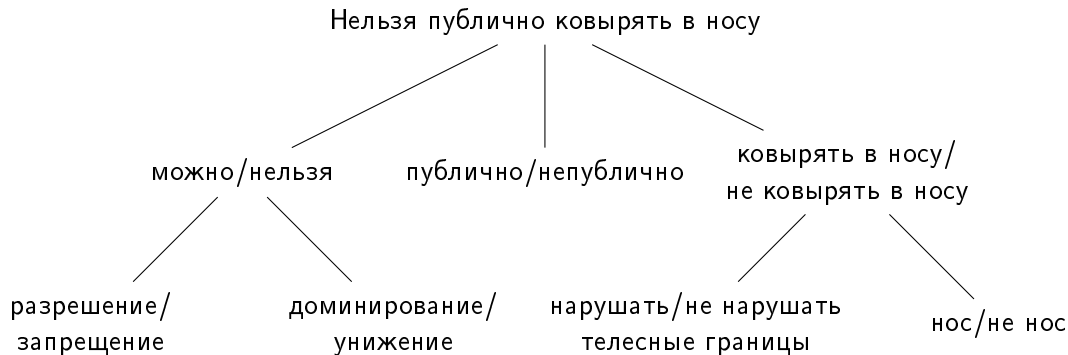 Нельзя публично ковырять в носу
можно/нельзя
публично/непублично
ковырять в носу/
не ковырять в носу
разрешение/
запрещение
доминирование/
унижение
нарушать/не нарушать
телесные границы
нос/не нос